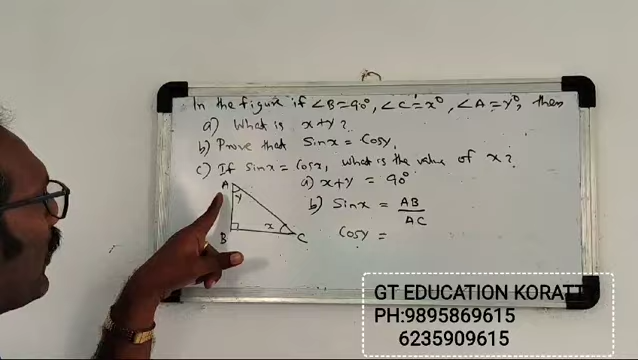 In the figure if ∠B=90°, ∠C=x°, ∠A=y°, then
a) What is x+y?
b) Prove that Sinx = Cosy.
c) If sinx = Cosx, what is the value of x?
a) x+y = 90°
b) Sinx = AB
AC
Cosy =
A
y
x
B
C
GT EDUCATION KORATTI
PH:9895869615
6235909615